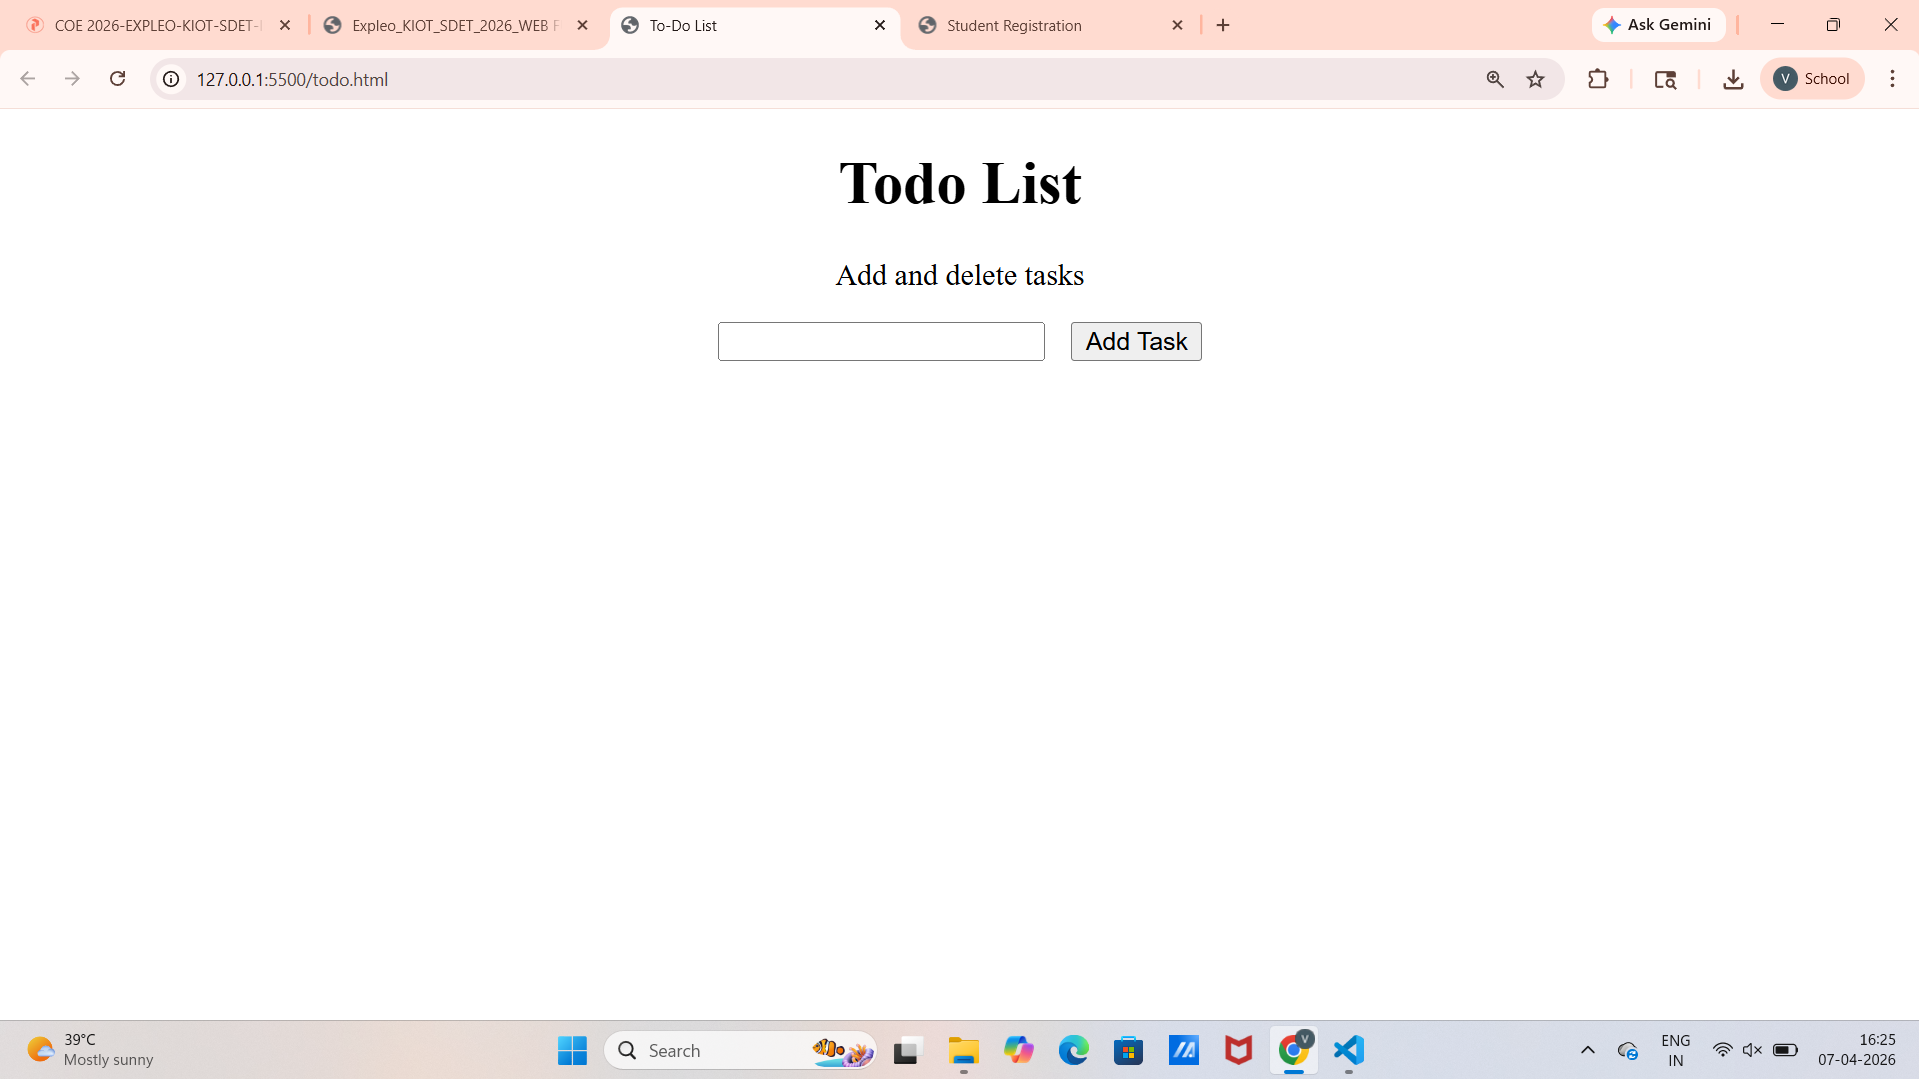 COE 2026-EXPLEO-KIOT-SDET-
Expleo_KIOT_SDET_2026_WEB F
To-Do List
Student Registration
Ask Gemini
127.0.0.1:5500/todo.html
V
School
Todo List
Add and delete tasks
Add Task
39°C
Mostly sunny
Search
V
ENG
IN
16:25
07-04-2026